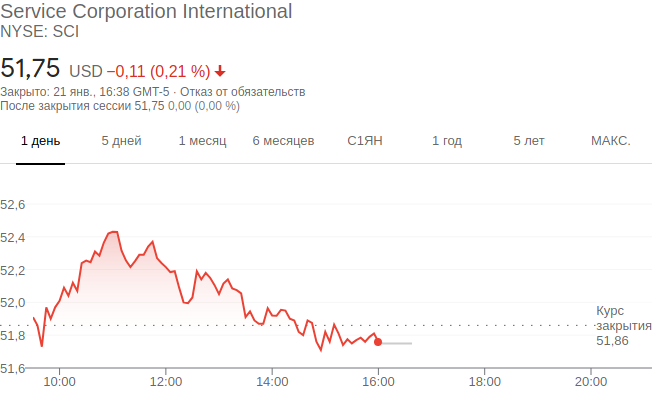 Service Corporation International
NYSE: SCI
51,75 USD −0,11 (0,21 %)
Закрыто: 21 янв., 16:38 GMT-5 · Отказ от обязательств
После закрытия сессии 51,75 0,00 (0,00 %)
1 день 5 дней 1 месяц 6 месяцев С1ЯН 1 год 5 лет МАКС.
52,6
52,4
52,2
52,0
Курс
закрытия
51,8
51,86
51,6
10:00 12:00 14:00 16:00 18:00 20:00